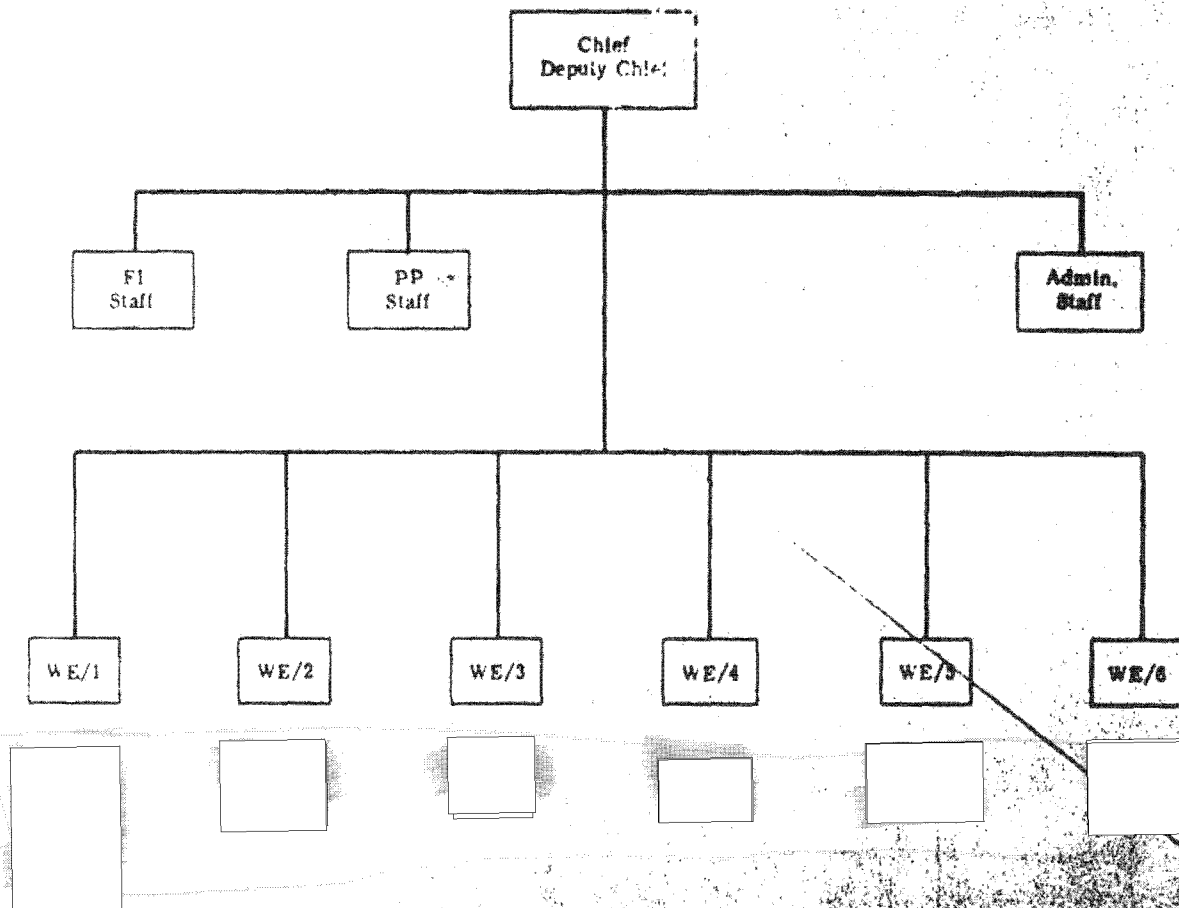 Chief
Deputy Chief
FI
Staff
PP
Staff
Admin.
Staff
WE/1
WE/2
WE/3
WE/4
WE/5
WE/6